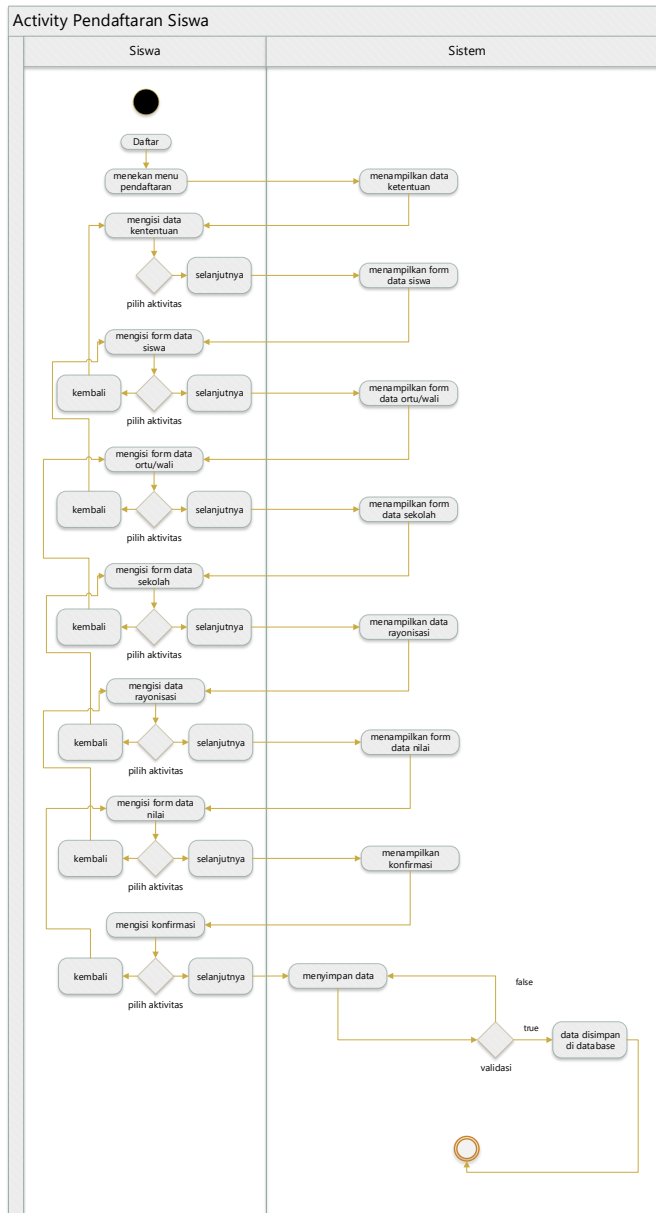 Activity Pendaftaran Siswa
Siswa
Sistem
Daftar
menekan menu
pendaftaran
menampilkan data
ketentuan
mengisi data
kententuan
selanjutnya
menampilkan form
data siswa
pilih aktivitas
mengisi form data
siswa
kembali
selanjutnya
menampilkan form
data ortu/wali
pilih aktivitas
mengisi form data
ortu/wali
kembali
selanjutnya
menampilkan form
data sekolah
pilih aktivitas
mengisi form data
sekolah
kembali
selanjutnya
menampilkan data
rayonisasi
pilih aktivitas
mengisi data
rayonisasi
kembali
selanjutnya
menampilkan form
data nilai
pilih aktivitas
mengisi form data
nilai
kembali
selanjutnya
menampilkan
konfirmasi
pilih aktivitas
mengisi konfirmasi
kembali
selanjutnya
menyimpan data
false
pilih aktivitas
true
data disimpan
di database
validasi